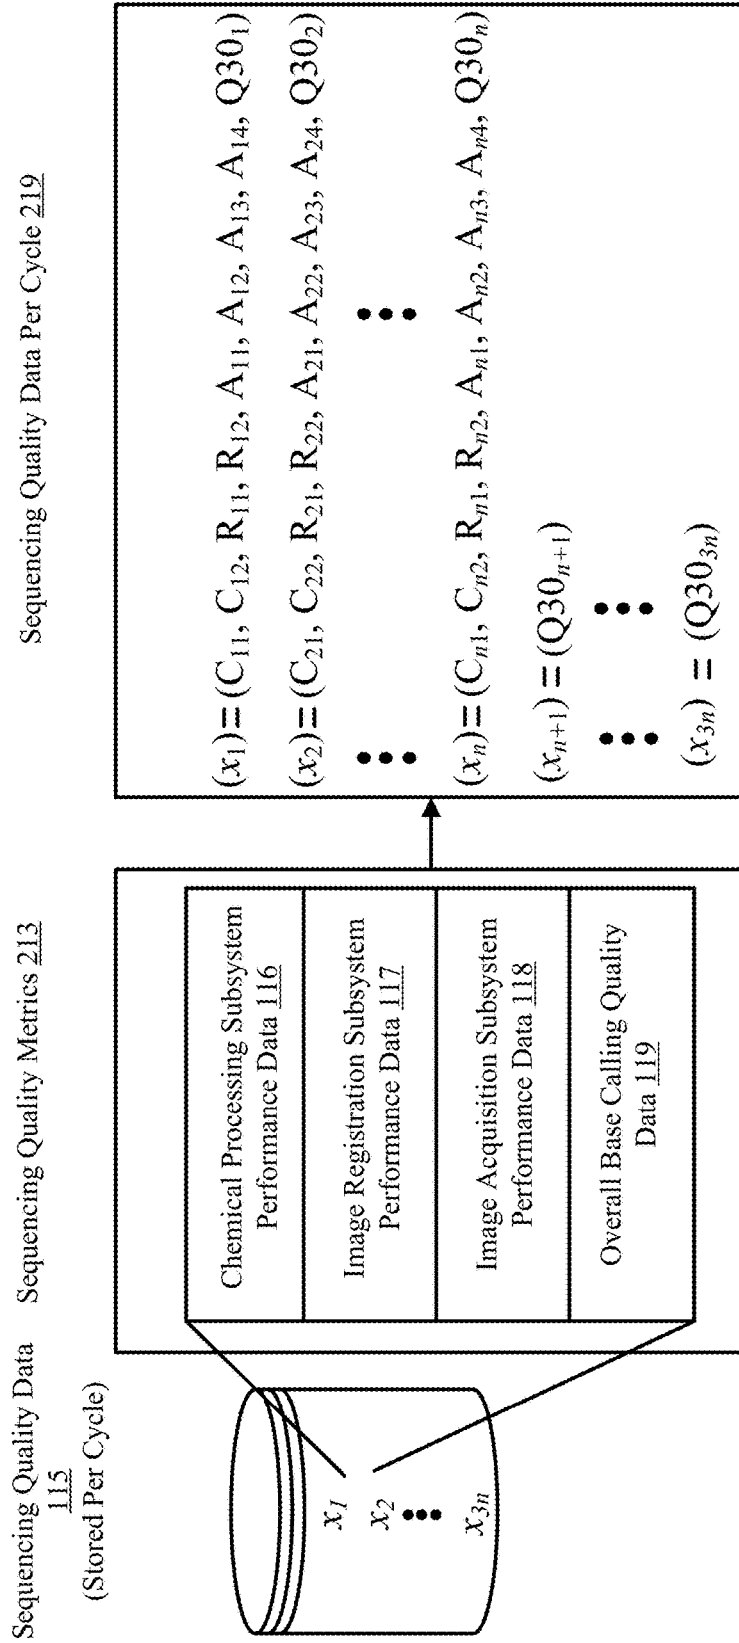 Sequencing Quality Data
115
(Stored Per Cycle)
x1
x2
x3n
Sequencing Quality Metrics 213
Chemical Processing Subsystem
Performance Data 116
Image Registration Subsystem
Performance Data 117
Image Acquisition Subsystem
Performance Data 118
Overall Base Calling Quality
Data 119
Sequencing Quality Data Per Cycle 219
(x1)=(C11, C12, R11, R12, A11, A12, A13, A14, Q301)
(x2)=(C21, C22, R21, R22, A21, A22, A23, A24, Q302)
(xn)=(Cn1, Cn2, Rn1, Rn2, An1, An2, An3, An4, Q30n)
(xn+1)=(Q30n+1)
(x3n) = (Q303n)